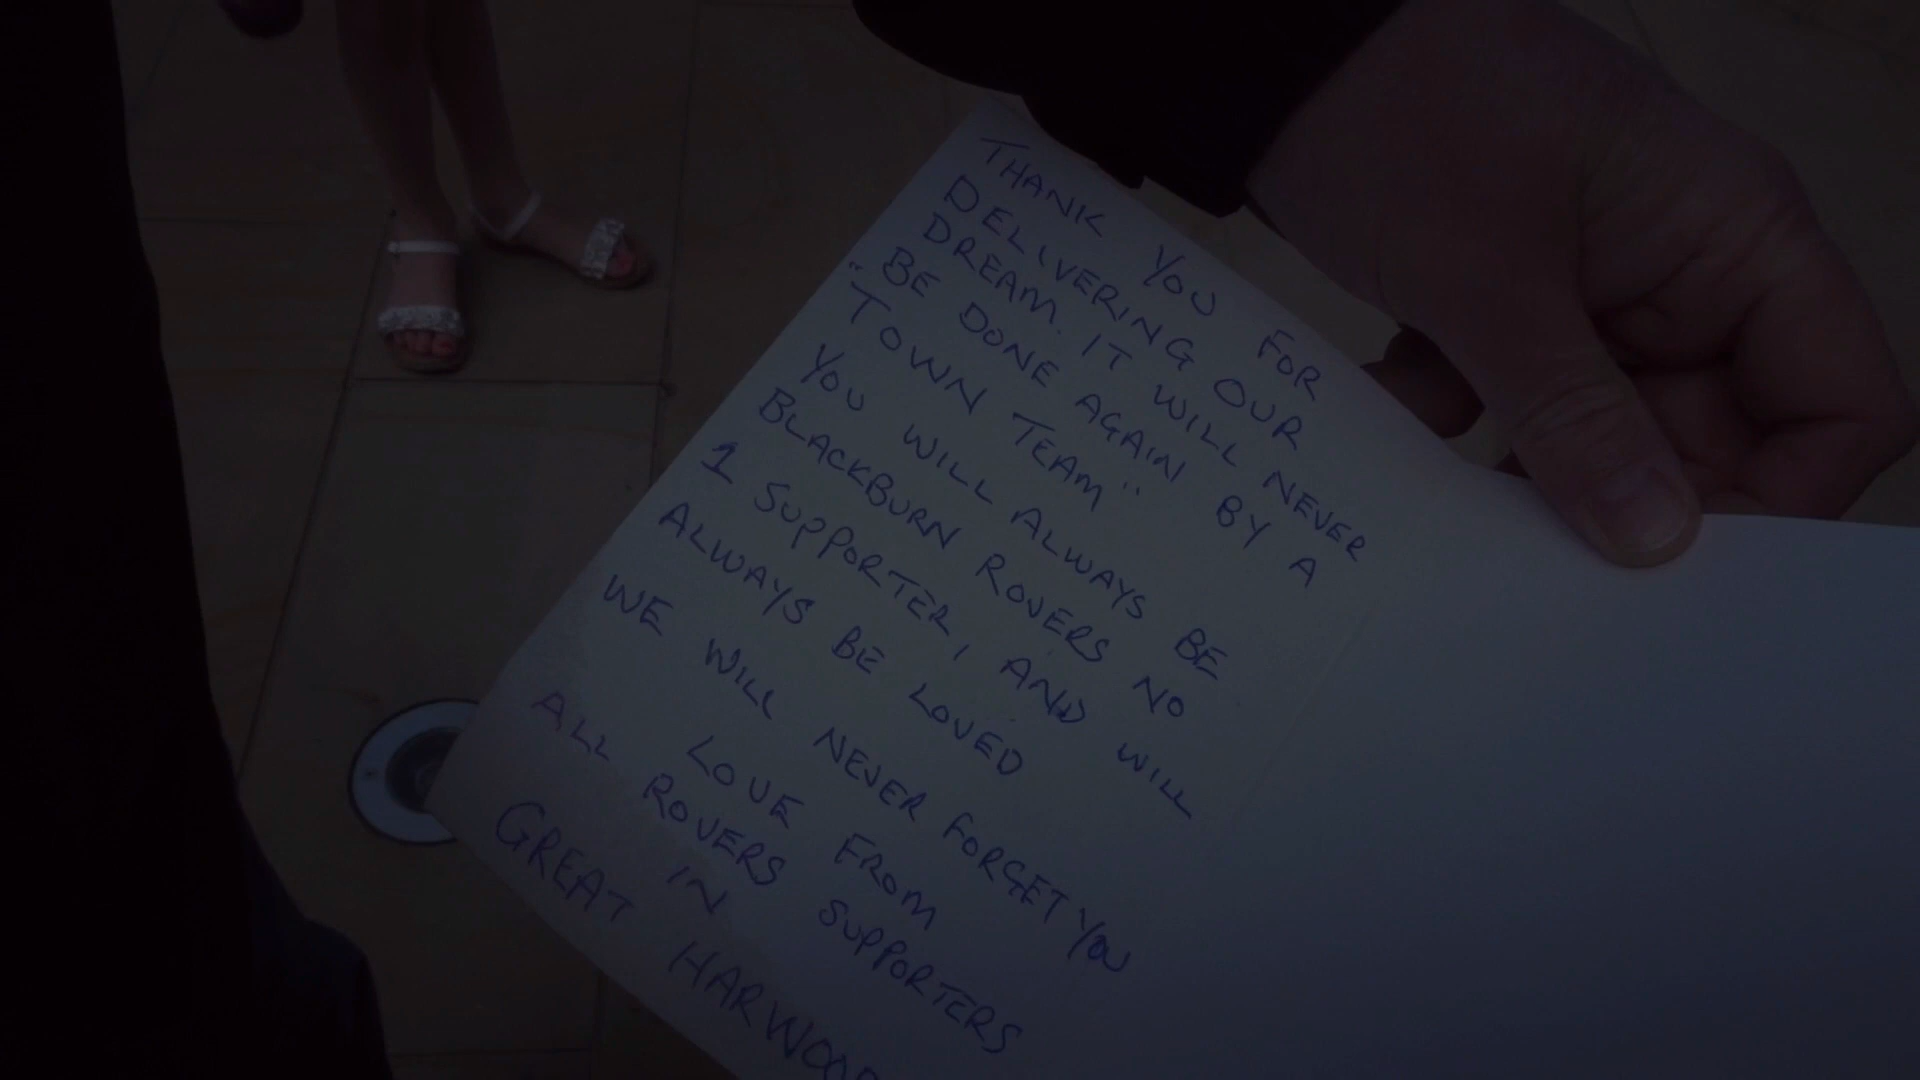 THANK YOU FOR
DELIVERING OUR
DREAM. IT WILL NEVER
BE DONE AGAIN BY A
"TOWN TEAM"
YOU WILL ALWAYS BE
BLACKBURN ROVERS NO
1 SUPPORTER, AND WILL
ALWAYS BE LOVED
WE WILL NEVER FORGET YOU
ALL LOVE FROM
ROVERS SUPPORTERS
IN
GREAT HARWOO